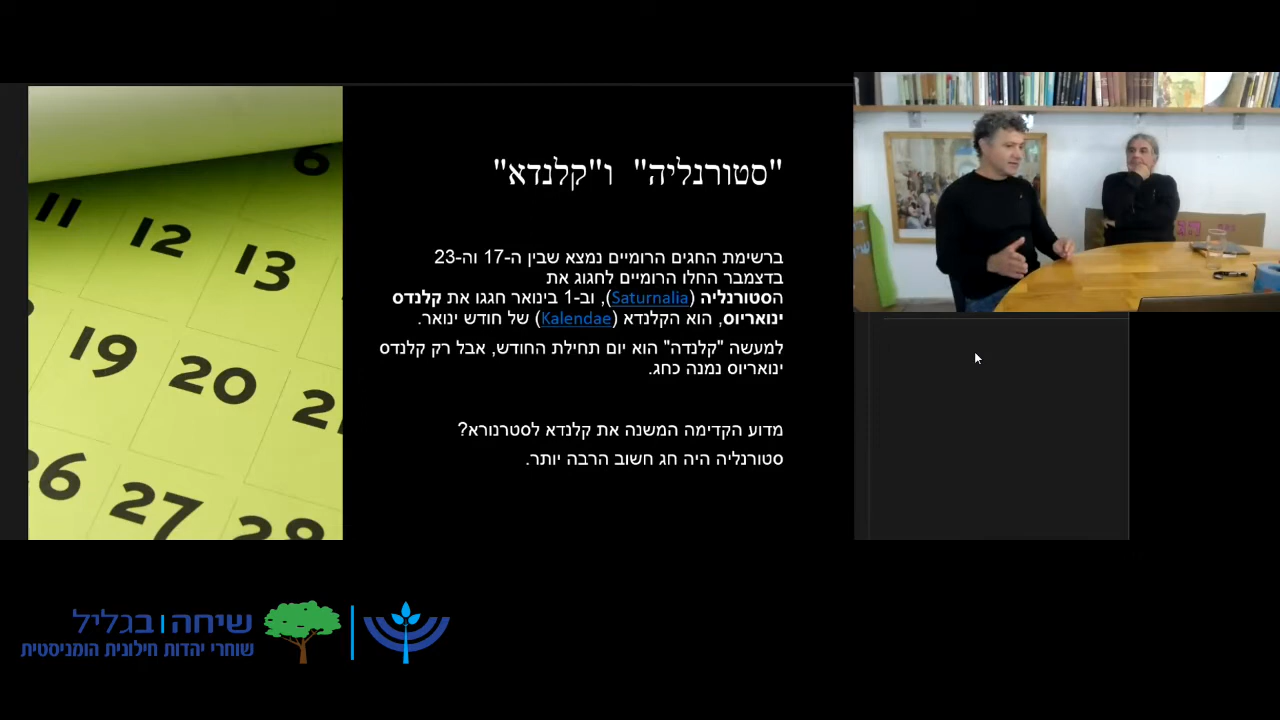 "סטורנליה" ו"קלנדא"
ברשימת החגים הרומיים נמצא שבין ה-17 וה-23
בדצמבר החלו הרומיים לחגוג את
הסטורנליה (Saturnalia), וב-1 בינואר חגגו את קלנדס
ינואריוס, הוא הקלנדא (Kalendae) של חודש ינואר.
למעשה "קלנדה" הוא יום תחילת החודש, אבל רק קלנדס
ינואריוס נמנה כחג.
מדוע הקדימה המשנה את קלנדא לסטרנורא?
סטורנליה היה חג חשוב הרבה יותר.
6
11 12 13
19 20 21
26 27 28
שיחה | בגליל
שוחרי יהדות חילונית הומניסטית